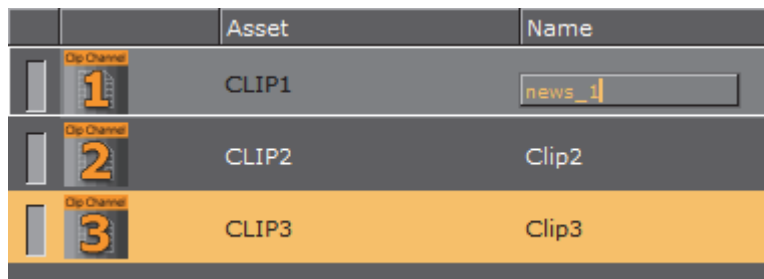 Asset Name
Clip Channel
1 CLIP1 news_1
Clip Channel
2 CLIP2 Clip2
Clip Channel
3 CLIP3 Clip3